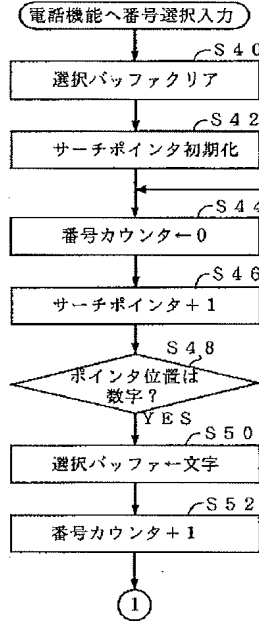 電話機能へ番号選択入力
S40
選択バッファクリア
S42
サーチポインタ初期化
S44
番号カウンタ←0
S46
サーチポインタ+1
S48
ポインタ位置は
数字?
YES
S50
選択バッファ←文字
S52
番号カウンタ+1
1